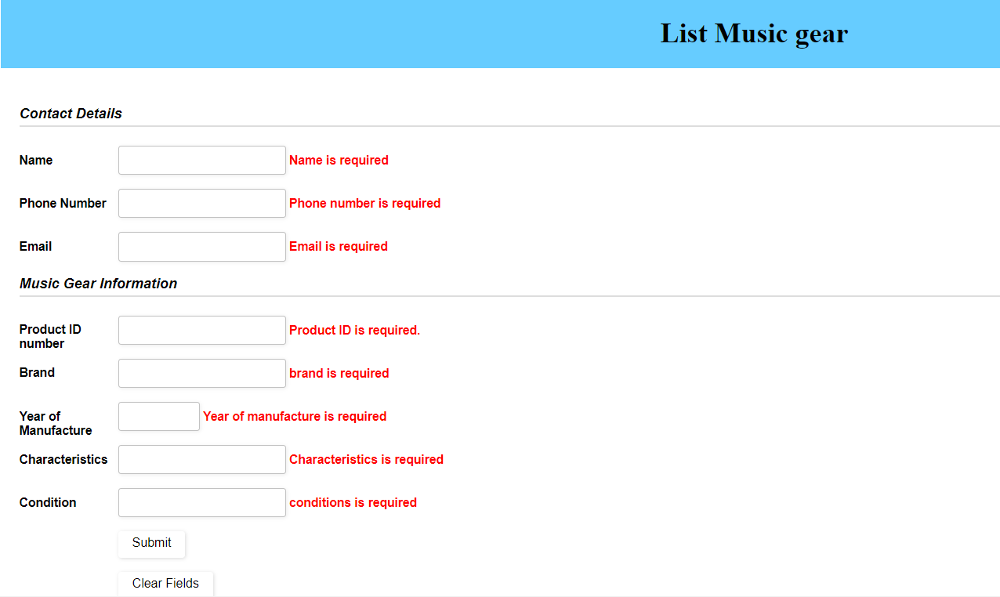 List Music gear
Contact Details
Name Name is required
Phone Number Phone number is required
Email Email is required
Music Gear Information
Product ID
number Product ID is required.
Brand brand is required
Year of
Manufacture Year of manufacture is required
Characteristics Characteristics is required
Condition conditions is required
Submit
Clear Fields